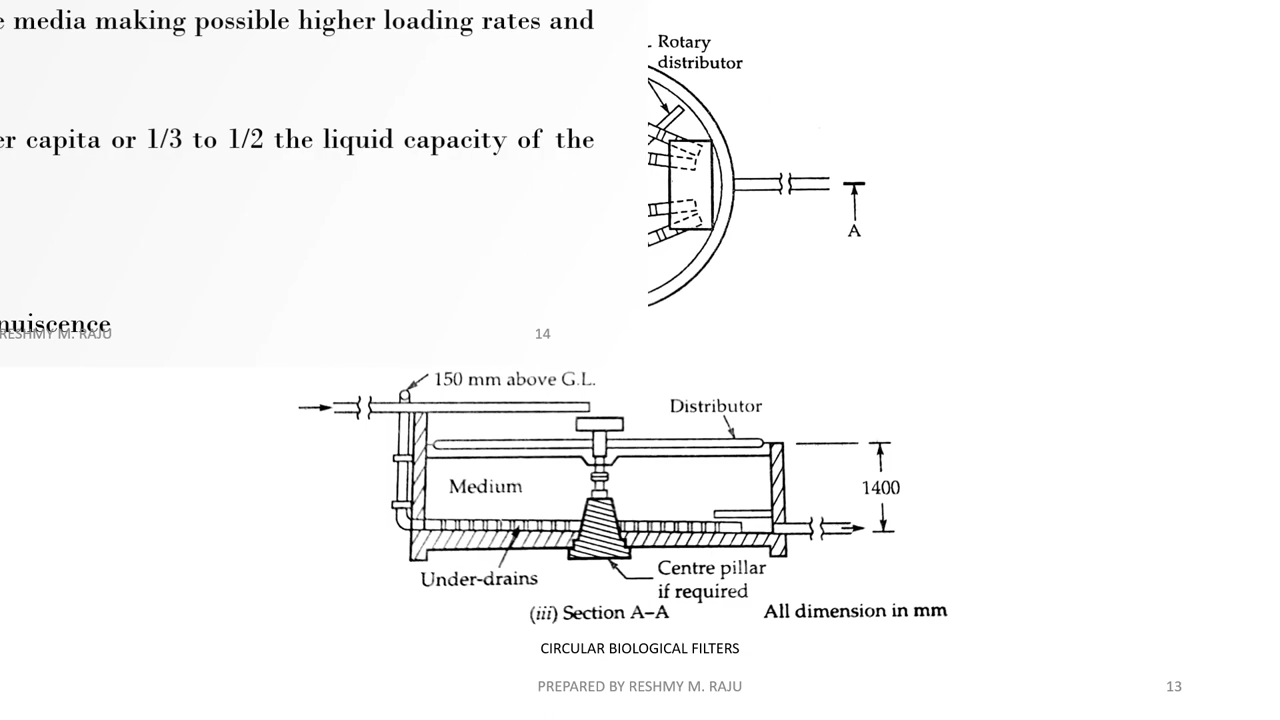 e media making possible higher loading rates and
er capita or 1/3 to 1/2 the liquid capacity of the
nuiscence
RESHMY M. RAJU
14
Rotary
distributor
A
150 mm above G.L.
Distributor
Medium
1400
Under-drains
Centre pillar
if required
(iii) Section A–A
All dimension in mm
CIRCULAR BIOLOGICAL FILTERS
PREPARED BY RESHMY M. RAJU
13